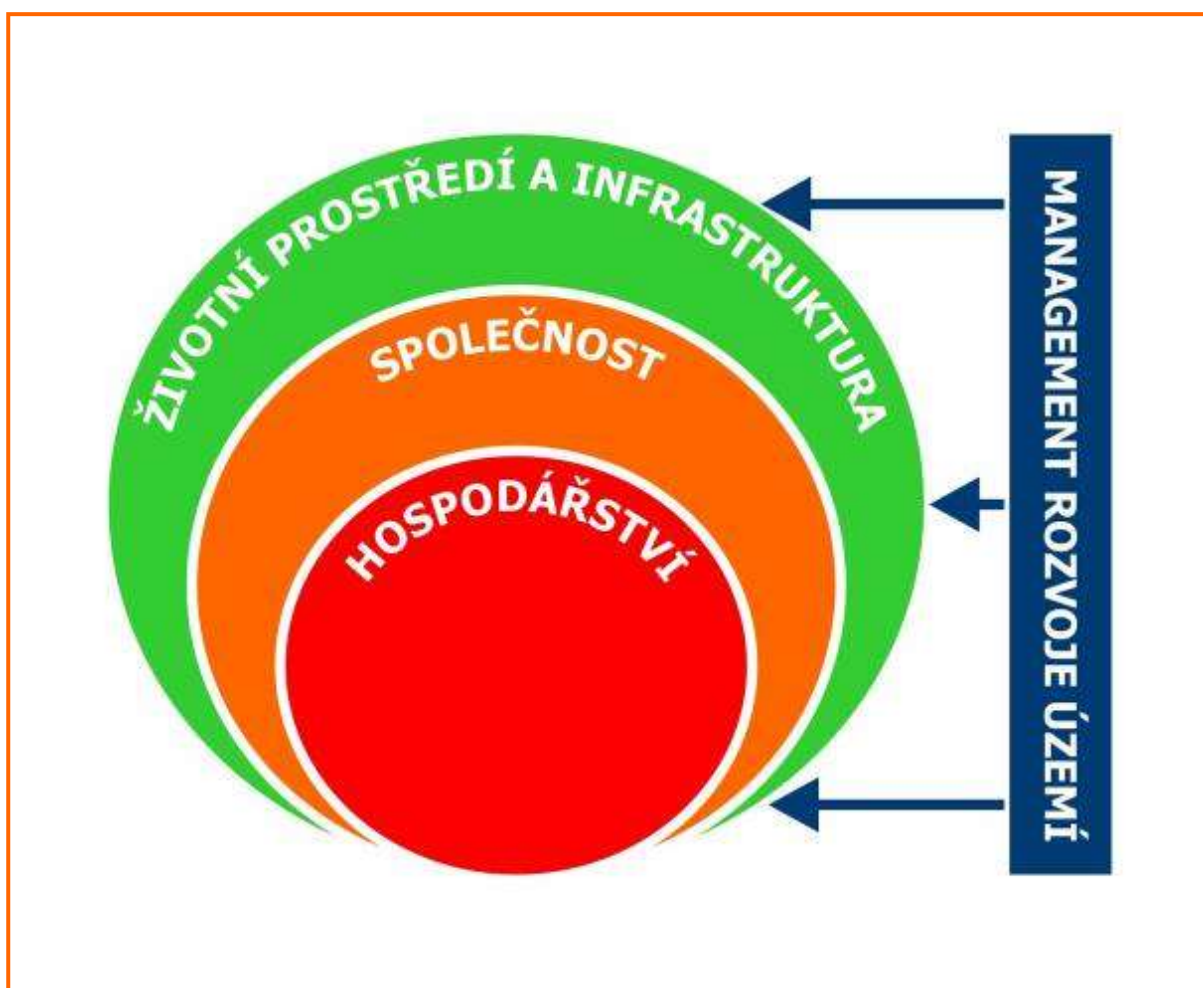 ŽIVOTNÍ PROSTŘEDÍ A INFRASTRUKTURA
SPOLEČNOST
HOSPODÁŘSTVÍ
MANAGEMENT ROZVOJE ÚZEMÍ